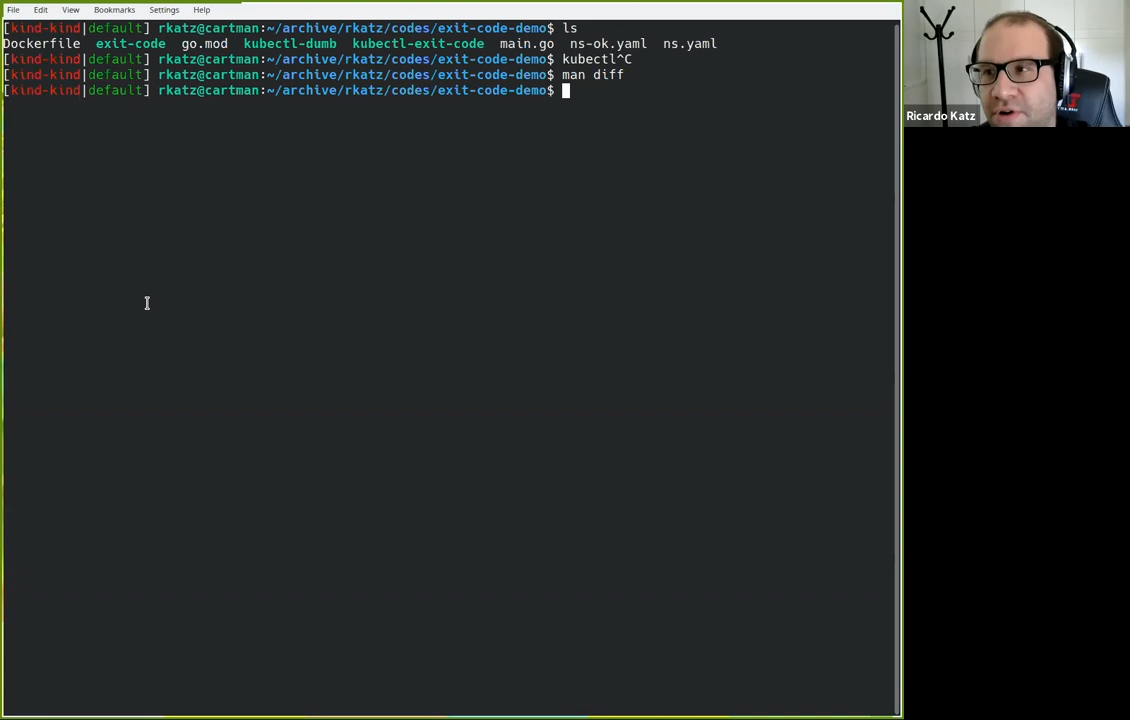 File Edit View Bookmarks Settings Help
[kind-kind|default] rkatz@cartman:~/archive/rkatz/codes/exit-code-demo$ ls
Dockerfile exit-code go.mod kubectl-dumb kubectl-exit-code main.go ns-ok.yaml ns.yaml
[kind-kind|default] rkatz@cartman:~/archive/rkatz/codes/exit-code-demo$ kubectl^C
[kind-kind|default] rkatz@cartman:~/archive/rkatz/codes/exit-code-demo$ man diff
[kind-kind|default] rkatz@cartman:~/archive/rkatz/codes/exit-code-demo$
Ricardo Katz